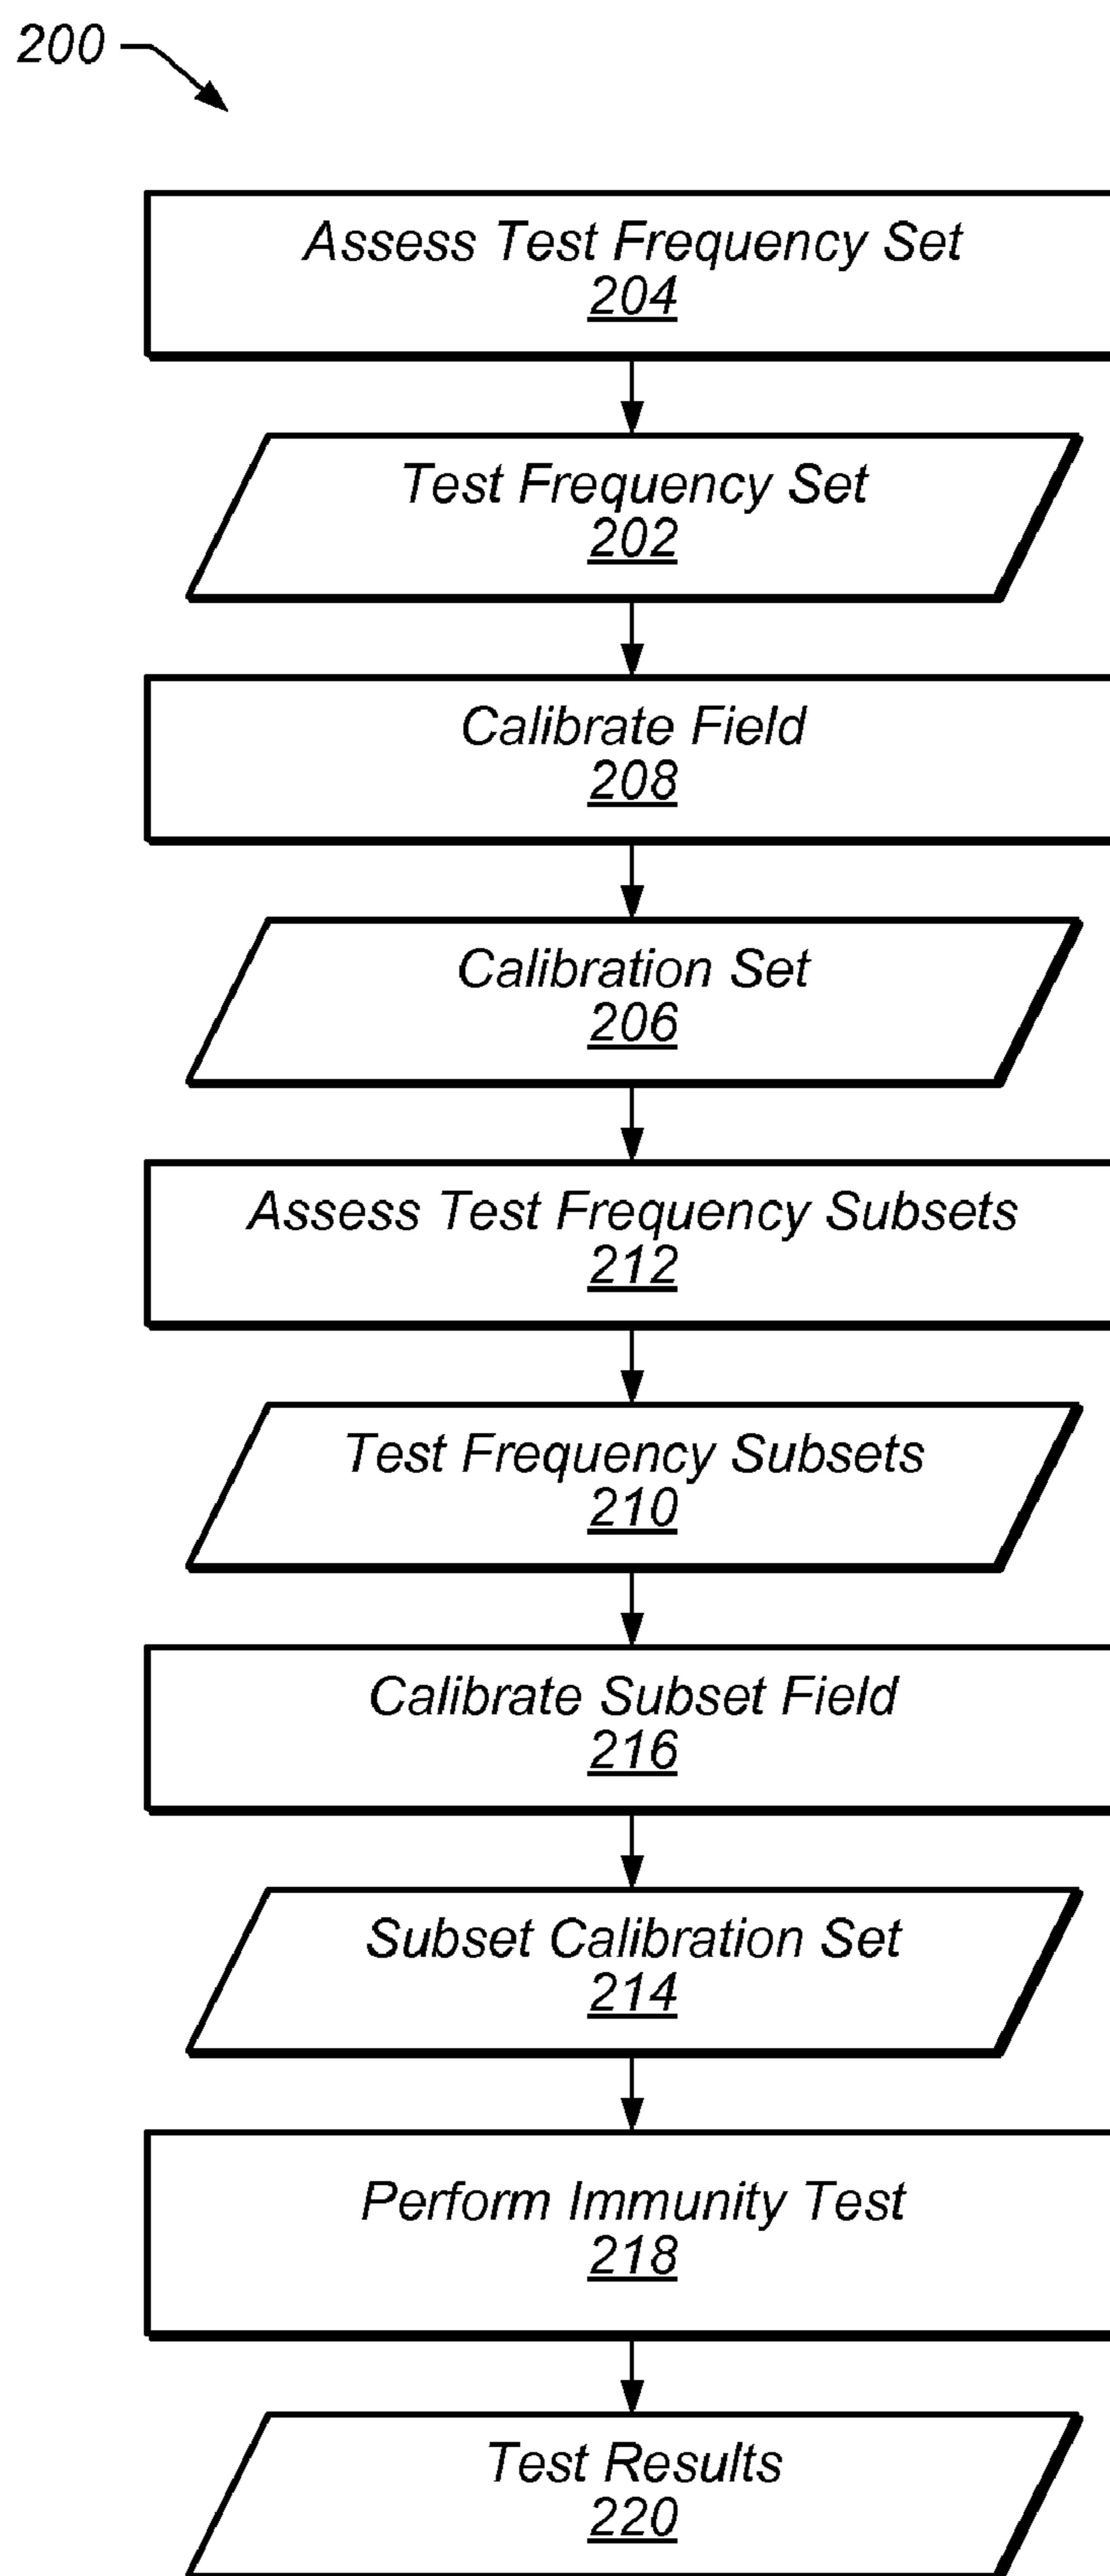 200
Assess Test Frequency Set
204
Test Frequency Set
202
Calibrate Field
208
Calibration Set
206
Assess Test Frequency Subsets
212
Test Frequency Subsets
210
Calibrate Subset Field
216
Subset Calibration Set
214
Perform Immunity Test
218
Test Results
220